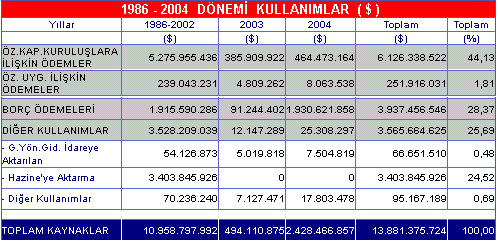 1986 - 2004 DÖNEMİ KULLANIMLAR ( $ )
Yıllar 1986-2002 2003 2004 Toplam Toplam
($) ($) ($) ($) (%)
ÖZ.KAP.KURULUŞLARA
İLİŞKİN ÖDEMLER 5.275.955.436 385.909.922 464.473.164 6.126.338.522 44,13
ÖZ. UYG. İLİŞKİN
ÖDEMELER 239.043.231 4.809.262 8.063.538 251.916.031 1,81
BORÇ ÖDEMELERİ 1.915.590.286 91.244.402 1.930.621.858 3.937.456.546 28,37
DİĞER KULLANIMLAR 3.528.209.039 12.147.289 25.308.297 3.565.664.625 25,69
- G.Yön.Gid. İdareye
Aktarılan 54.126.873 5.019.818 7.504.819 66.651.510 0,48
- Hazine'ye Aktarma 3.403.845.926 0 0 3.403.845.926 24,52
- Diğer Kullanımlar 70.236.240 7.127.471 17.803.478 95.167.189 0,69
TOPLAM KAYNAKLAR 10.958.797.992 494.110.875 2.428.466.857 13.881.375.724 100,00